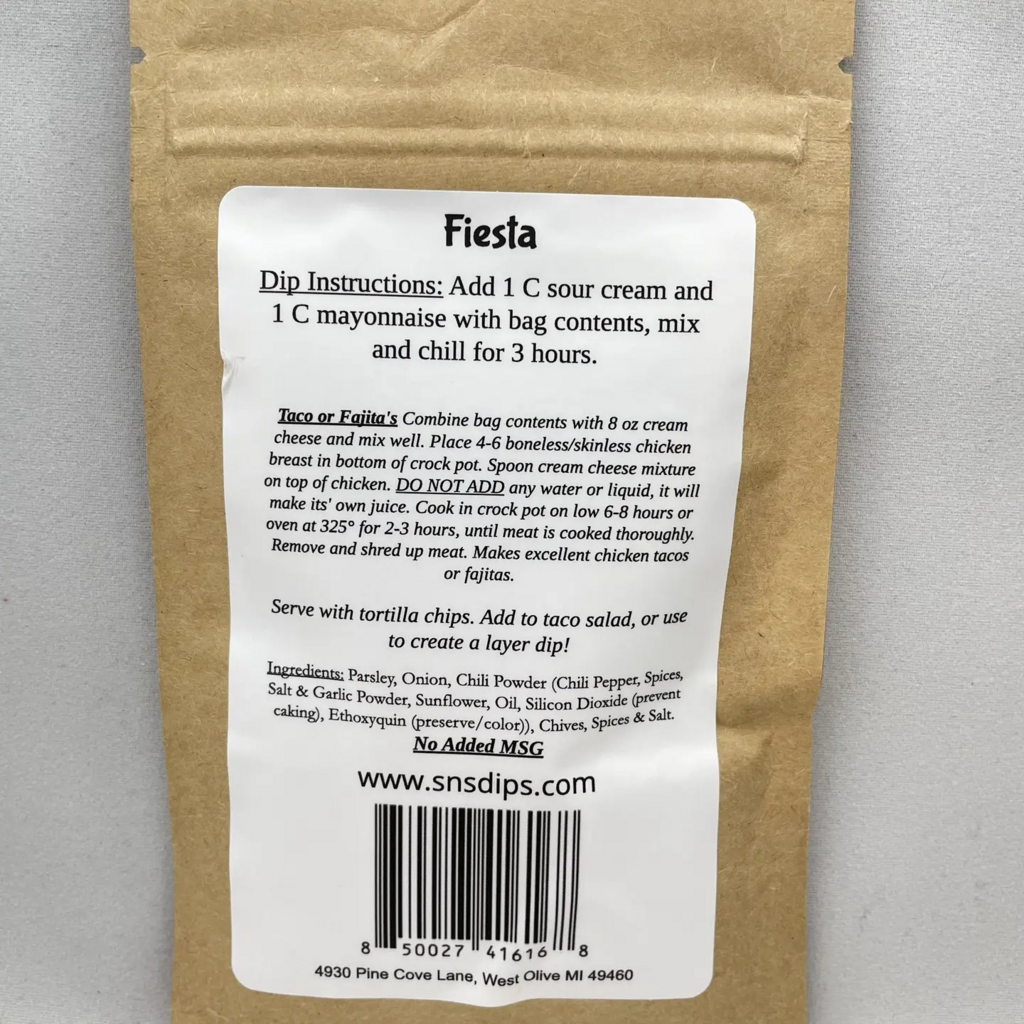 Fiesta
Dip Instructions: Add 1 C sour cream and
1 C mayonnaise with bag contents, mix
and chill for 3 hours.
Taco or Fajita's Combine bag contents with 8 oz cream
cheese and mix well. Place 4-6 boneless/skinless chicken
breast in bottom of crock pot. Spoon cream cheese mixture
on top of chicken. DO NOT ADD any water or liquid, it will
make its' own juice. Cook in crock pot on low 6-8 hours or
oven at 325° for 2-3 hours, until meat is cooked thoroughly.
Remove and shred up meat. Makes excellent chicken tacos
or fajitas.
Serve with tortilla chips. Add to taco salad, or use
to create a layer dip!
Ingredients: Parsley, Onion, Chili Powder (Chili Pepper, Spices,
Salt & Garlic Powder, Sunflower, Oil, Silicon Dioxide (prevent
caking), Ethoxyquin (preserve/color)), Chives, Spices & Salt.
No Added MSG
www.snsdips.com
8 50027 41616 8
4930 Pine Cove Lane, West Olive MI 49460